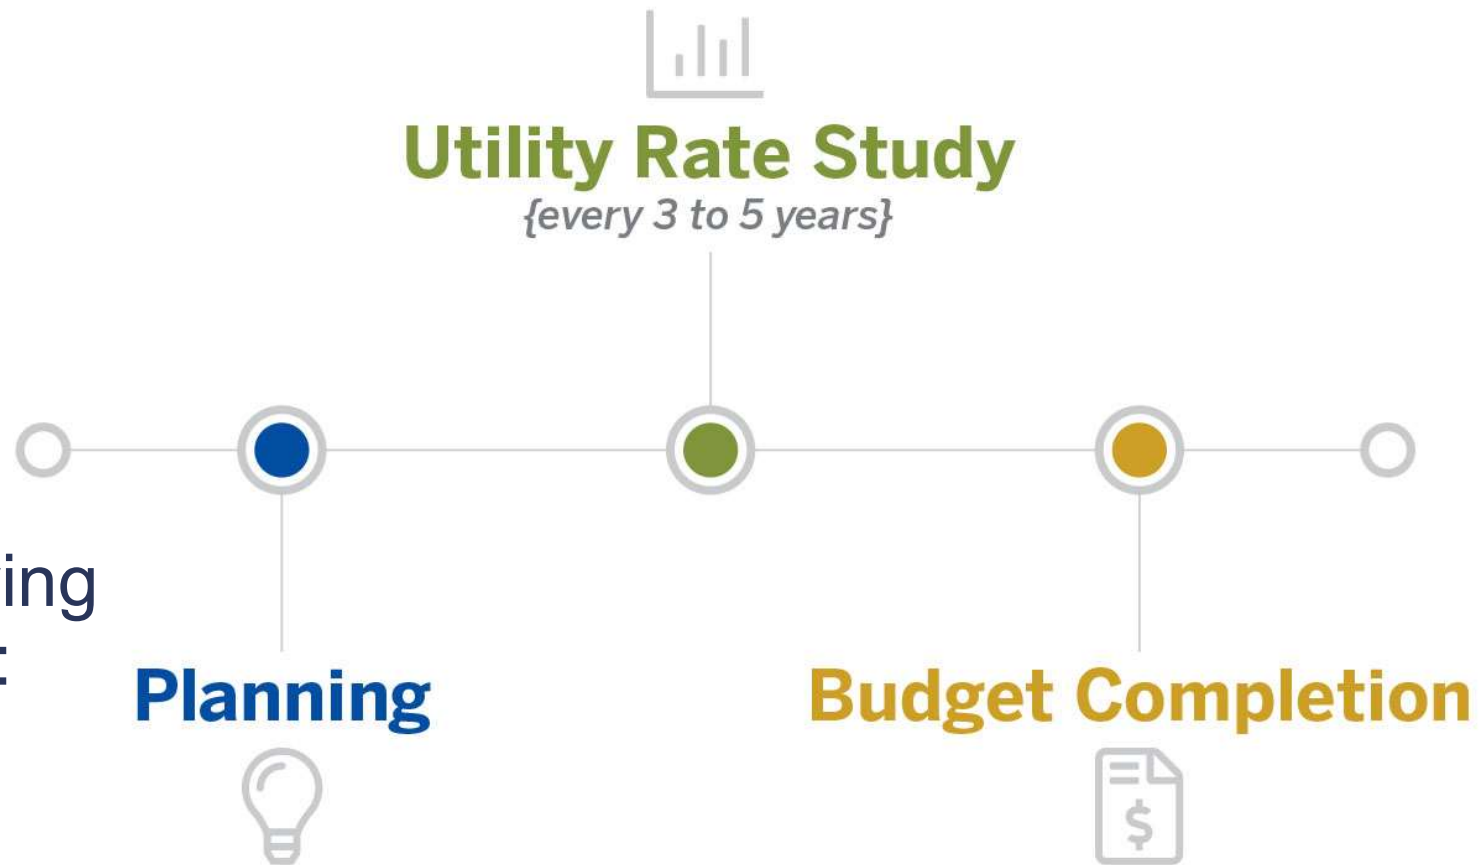 Utility Rate Study
{every 3 to 5 years}
Planning
Budget Completion
$